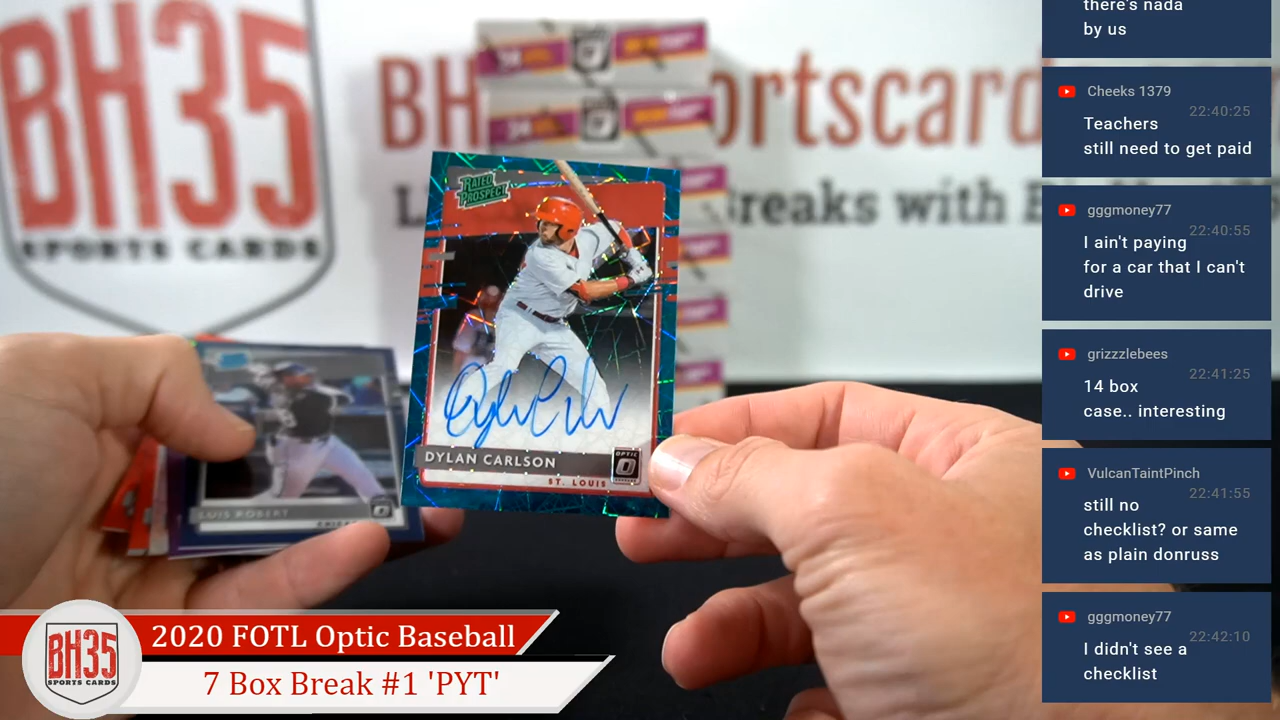 BH35
SPORTS CARDS
BH
ortscard
L
reaks with
RATED
PROSPECT
DYLAN CARLSON
ST. LOUIS
OPTIC
LUIS ROBERT
there's nada
by us
Cheeks 1379
22:40:25
Teachers
still need to get paid
gggmoney77
22:40:55
I ain't paying
for a car that I can't
drive
grizzzlebees
22:41:25
14 box
case.. interesting
VulcanTaintPinch
22:41:55
still no
checklist? or same
as plain donruss
gggmoney77
22:42:10
I didn't see a
checklist
BH35
SPORTS CARDS
2020 FOTL Optic Baseball
7 Box Break #1 'PYT'